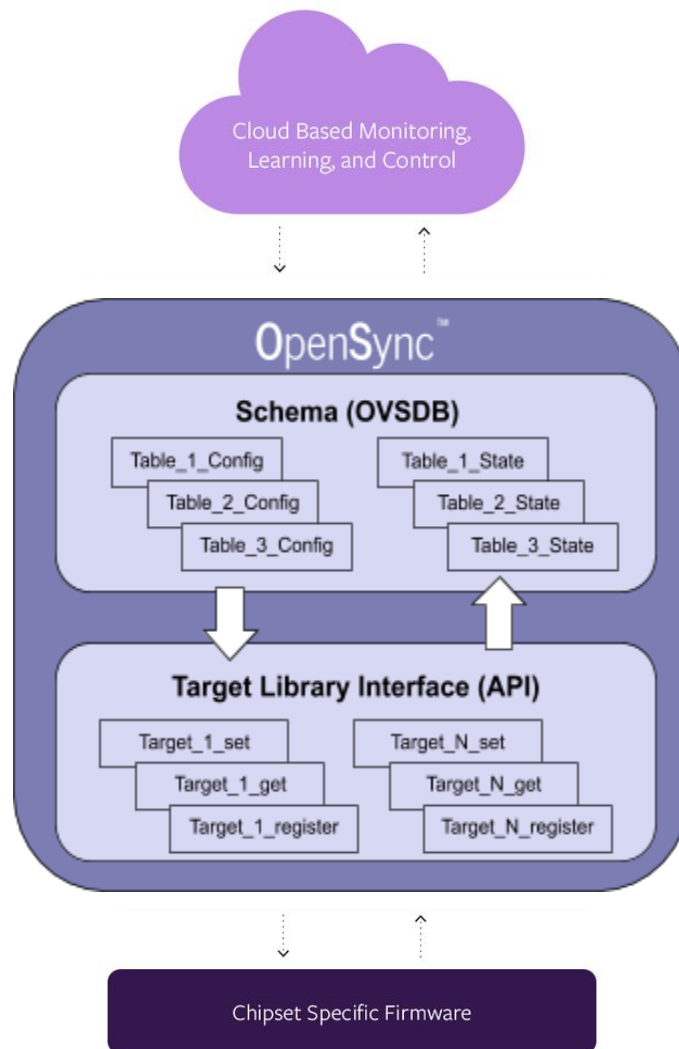 Cloud Based Monitoring,
Learning, and Control
OpenSync™
Schema (OVSDB)
Table_1_Config
Table_2_Config
Table_3_Config
Table_1_State
Table_2_State
Table_3_State
Target Library Interface (API)
Target_1_set
Target_1_get
Target_1_register
Target_N_set
Target_N_get
Target_N_register
Chipset Specific Firmware